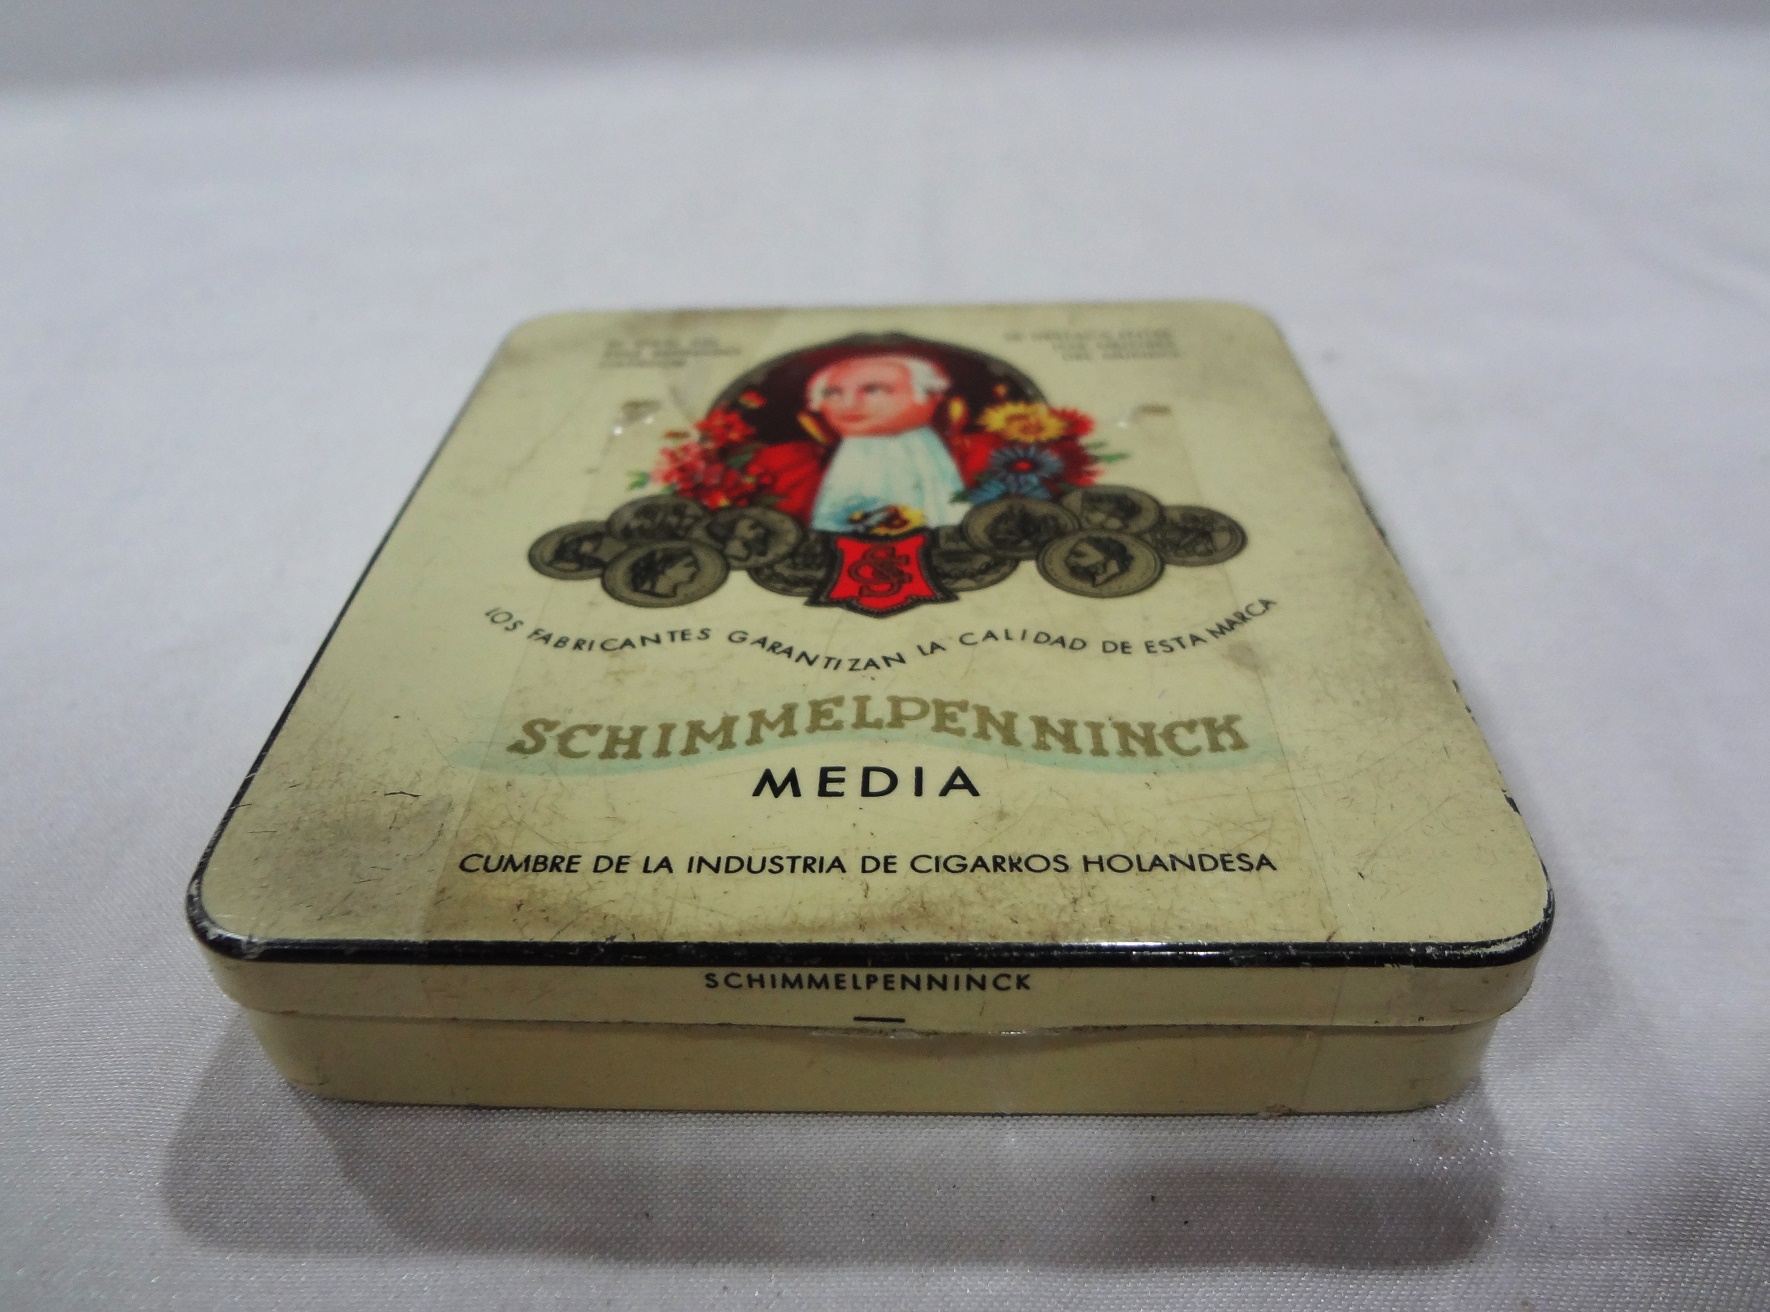 LOS FABRICANTES GARANTIZAN LA CALIDAD DE ESTA MARCA
SCHIMMELPENNINCK
MEDIA
CUMBRE DE LA INDUSTRIA DE CIGARROS HOLANDESA
SCHIMMELPENNINCK